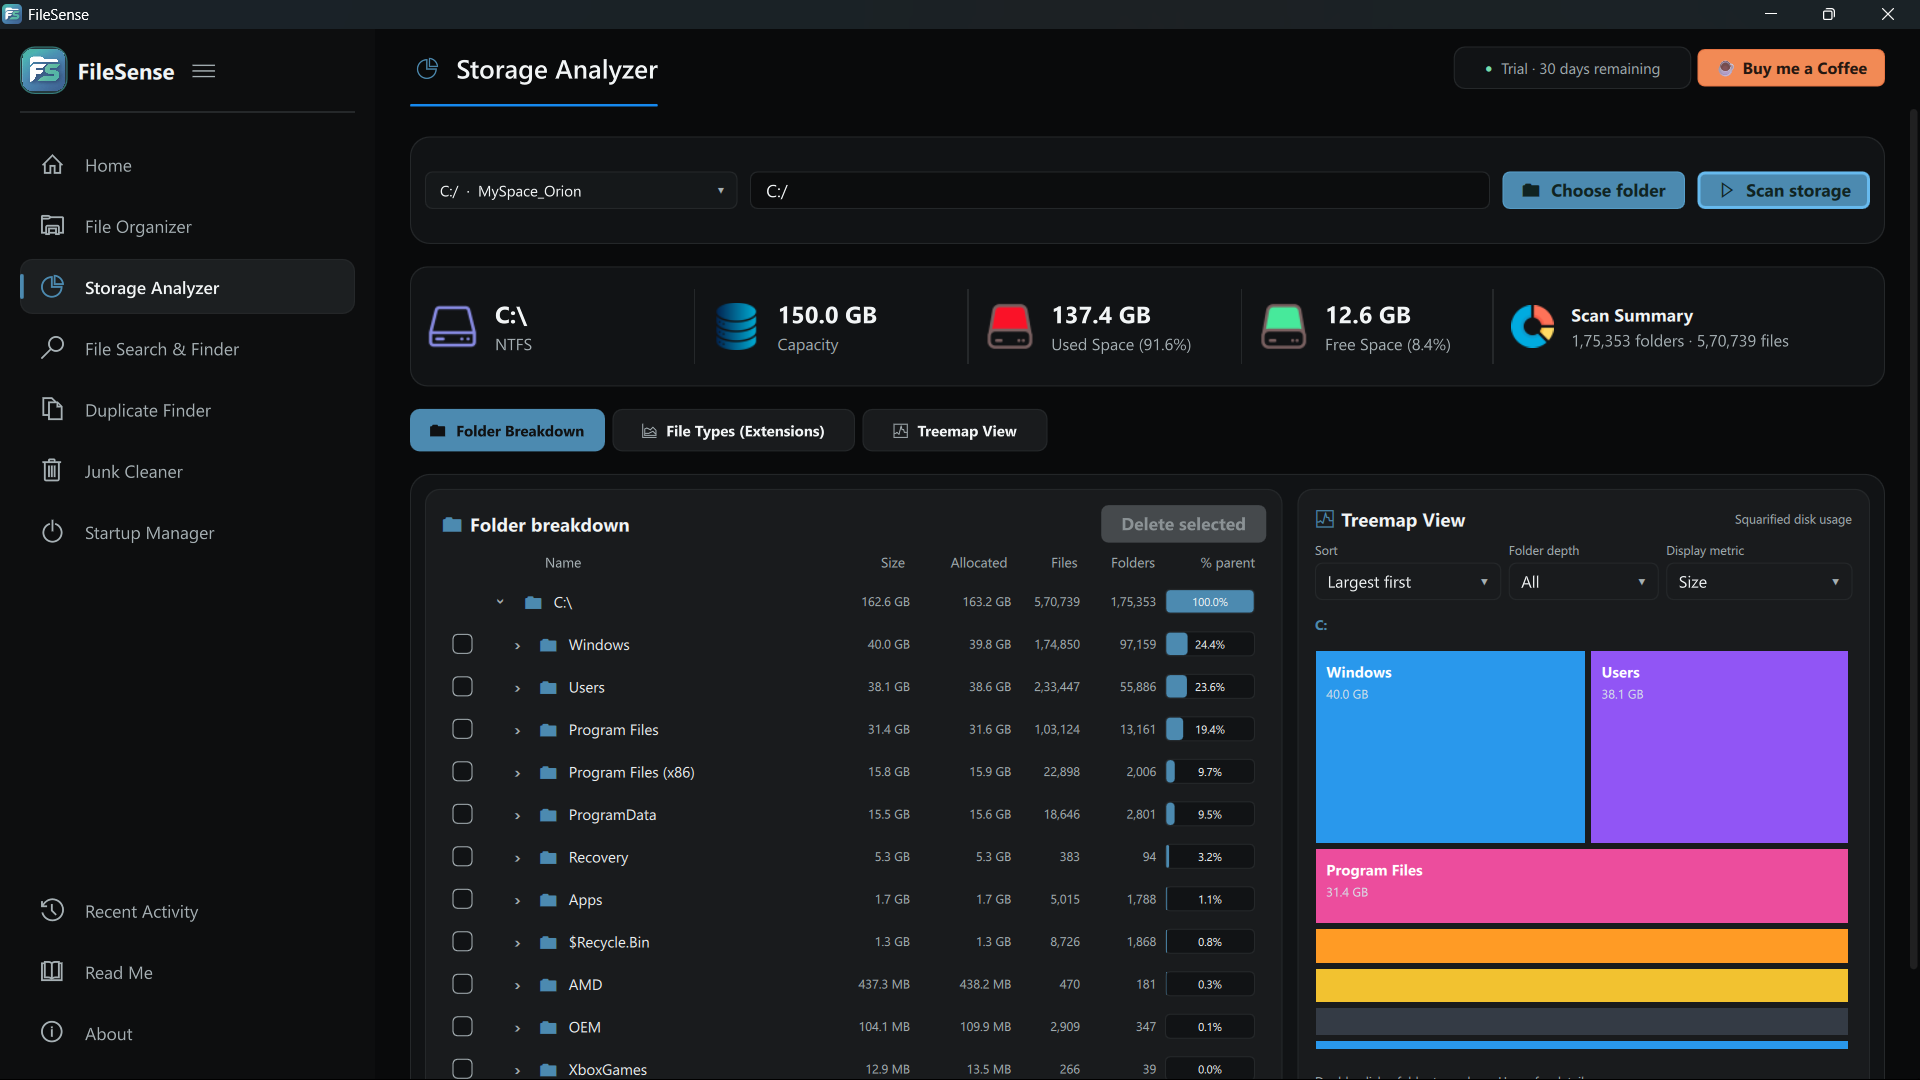 FileSense
FileSense
Storage Analyzer
Trial · 30 days remaining
Buy me a Coffee
Home
File Organizer
Storage Analyzer
File Search & Finder
Duplicate Finder
Junk Cleaner
Startup Manager
Recent Activity
Read Me
About
C:/ · MySpace_Orion
C:/
Choose folder
Scan storage
C:\
NTFS
150.0 GB
Capacity
137.4 GB
Used Space (91.6%)
12.6 GB
Free Space (8.4%)
Scan Summary
1,75,353 folders · 5,70,739 files
Folder Breakdown
File Types (Extensions)
Treemap View
Folder breakdown
Delete selected
Name Size Allocated Files Folders % parent
C:\ 162.6 GB 163.2 GB 5,70,739 1,75,353 100.0%
Windows 40.0 GB 39.8 GB 1,74,850 97,159 24.4%
Users 38.1 GB 38.6 GB 2,33,447 55,886 23.6%
Program Files 31.4 GB 31.6 GB 1,03,124 13,161 19.4%
Program Files (x86) 15.8 GB 15.9 GB 22,898 2,006 9.7%
ProgramData 15.5 GB 15.6 GB 18,646 2,801 9.5%
Recovery 5.3 GB 5.3 GB 383 94 3.2%
Apps 1.7 GB 1.7 GB 5,015 1,788 1.1%
$Recycle.Bin 1.3 GB 1.3 GB 8,726 1,868 0.8%
AMD 437.3 MB 438.2 MB 470 181 0.3%
OEM 104.1 MB 109.9 MB 2,909 347 0.1%
XboxGames 12.9 MB 13.5 MB 266 39 0.0%
Treemap View
Squarified disk usage
Sort Folder depth Display metric
Largest first All Size
C:
Windows
40.0 GB
Users
38.1 GB
Program Files
31.4 GB